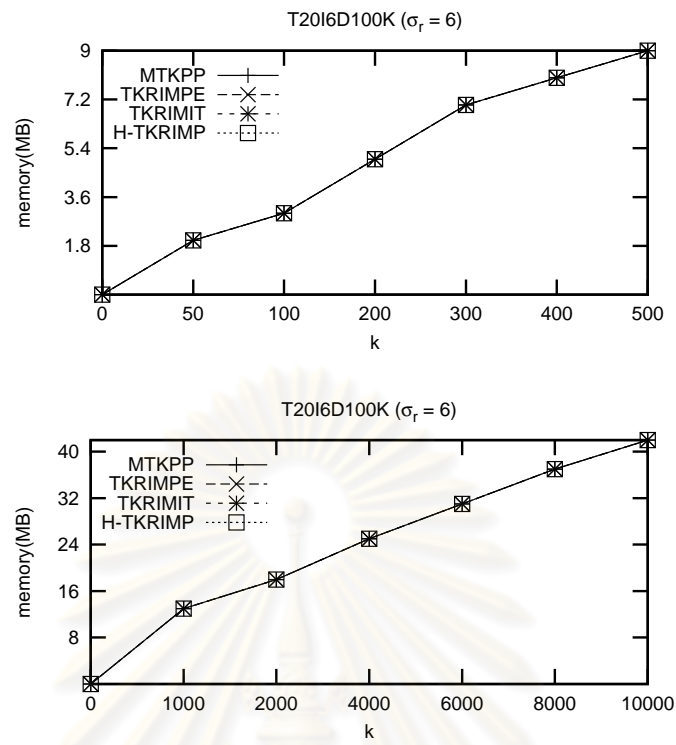 T20I6D100K (σr = 6)
9
7.2
5.4
3.6
1.8
memory(MB)
MTKPP
TKRIMPE
TKRIMIT
H-TKRIMP
0 50 100 200 300 400 500
k
T20I6D100K (σr = 6)
40
32
24
16
8
memory(MB)
MTKPP
TKRIMPE
TKRIMIT
H-TKRIMP
0 1000 2000 4000 6000 8000 10000
k